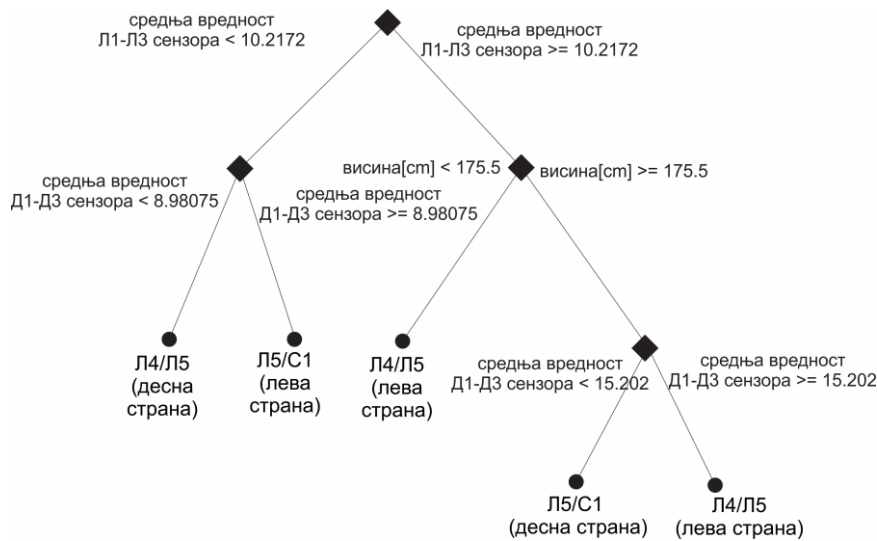 средња вредност
Л1-Л3 сензора < 10.2172
средња вредност
Л1-Л3 сензора >= 10.2172
средња вредност
Д1-Д3 сензора < 8.98075
средња вредност
Д1-Д3 сензора >= 8.98075
висина[cm] < 175.5
висина[cm] >= 175.5
Л4/Л5
(десна
страна)
Л5/С1
(лева
страна)
Л4/Л5
(лева
страна)
средња вредност
Д1-Д3 сензора < 15.202
средња вредност
Д1-Д3 сензора >= 15.202
Л5/С1
(десна страна)
Л4/Л5
(лева страна)